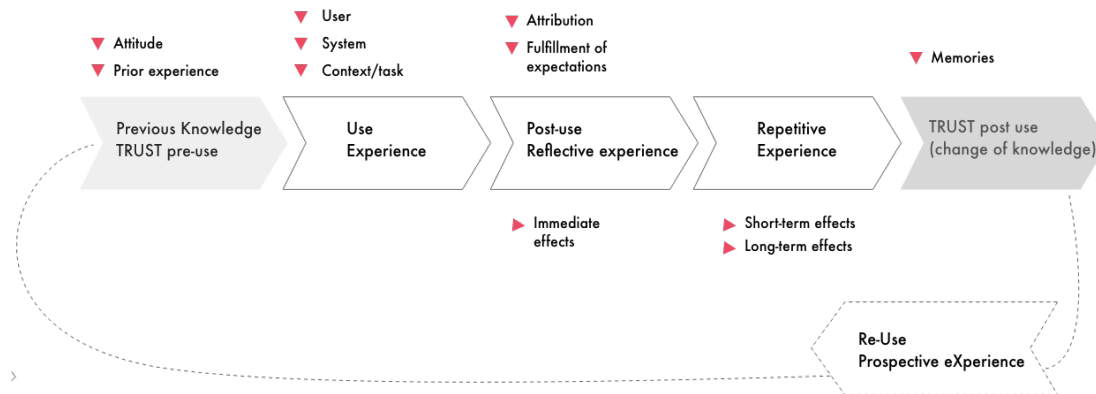 Attitude
Prior experience
User
System
Context/task
Attribution
Fulfillment of
expectations
Memories
Previous Knowledge
TRUST pre-use
Use
Experience
Post-use
Reflective experience
Repetitive
Experience
TRUST post use
(change of knowledge)
Immediate
effects
Short-term effects
Long-term effects
Re-Use
Prospective eXperience